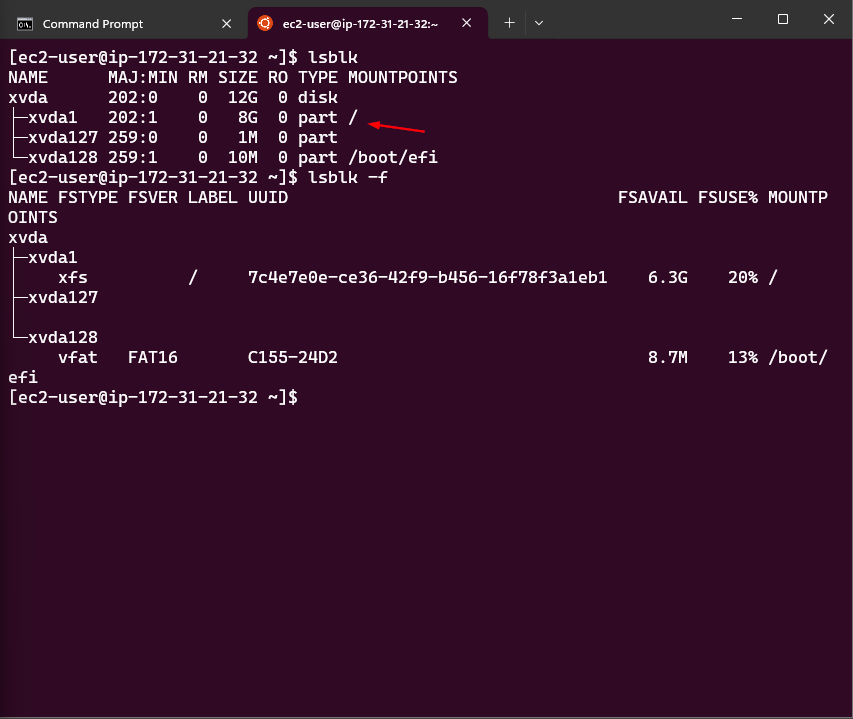 Command Prompt
ec2-user@ip-172-31-21-32:~
[ec2-user@ip-172-31-21-32 ~]$ lsblk
NAME      MAJ:MIN RM SIZE RO TYPE MOUNTPOINTS
xvda      202:0    0  12G  0 disk
├─xvda1   202:1    0   8G  0 part /
├─xvda127 259:0    0   1M  0 part
└─xvda128 259:1    0  10M  0 part /boot/efi
[ec2-user@ip-172-31-21-32 ~]$ lsblk -f
NAME FSTYPE FSVER LABEL UUID                                 FSAVAIL FSUSE% MOUNTP
OINTS
xvda
├─xvda1
     xfs          /     7c4e7e0e-ce36-42f9-b456-16f78f3a1eb1    6.3G    20% /
├─xvda127
└─xvda128
     vfat   FAT16       C155-24D2                               8.7M    13% /boot/
efi
[ec2-user@ip-172-31-21-32 ~]$